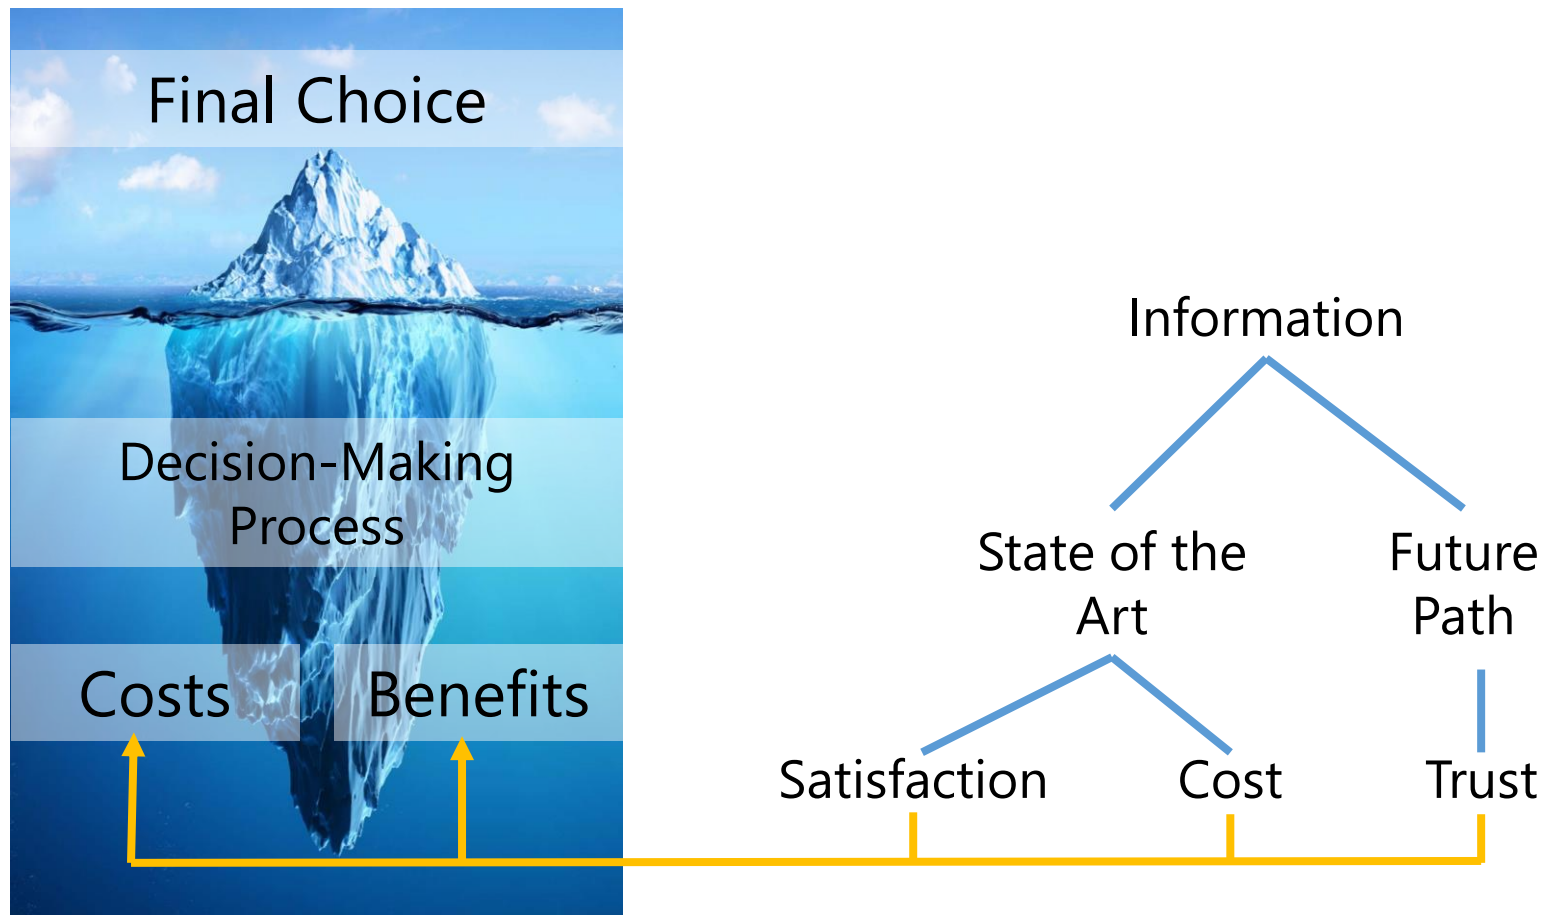 Final Choice
Decision-Making
Process
Costs
Benefits
Information
State of the
Art
Future
Path
Satisfaction
Cost
Trust